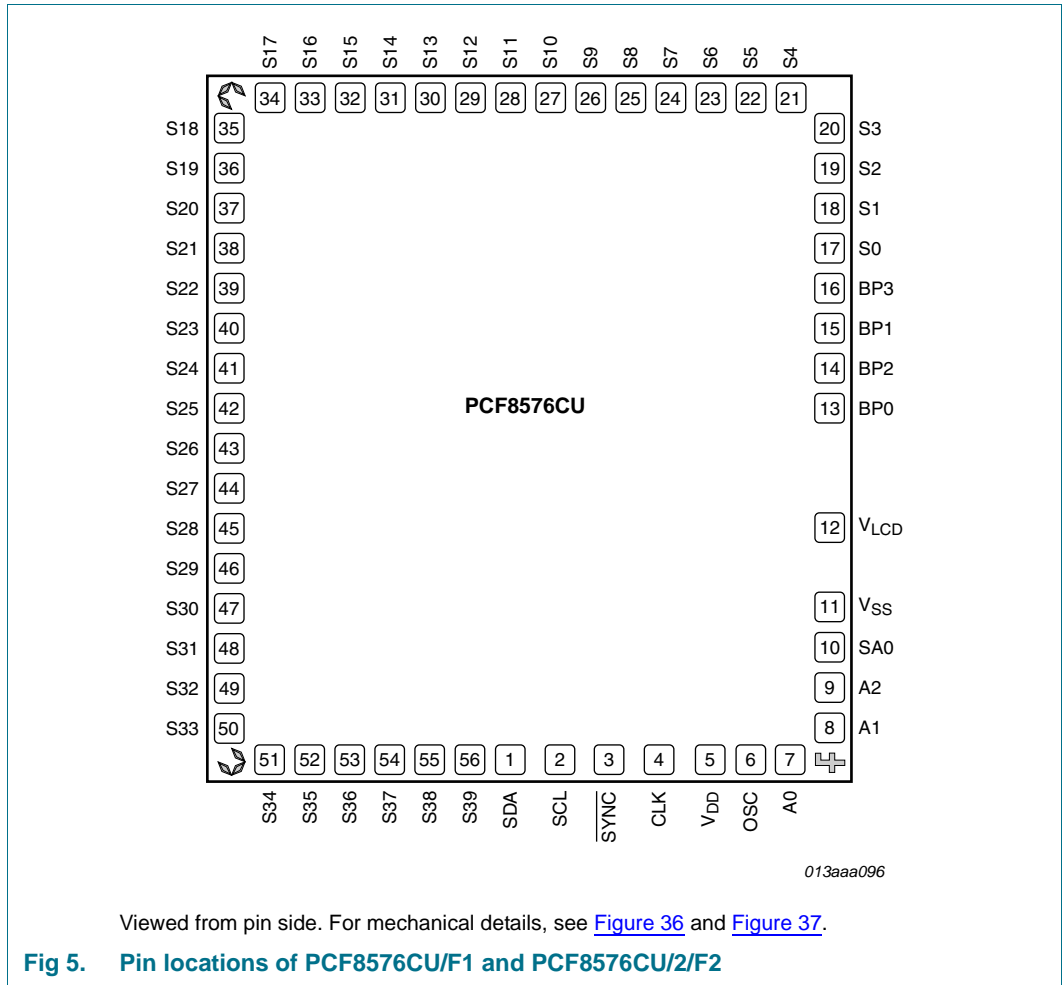 S17 S16 S15 S14 S13 S12 S11 S10 S9 S8 S7 S6 S5 S4
34 33 32 31 30 29 28 27 26 25 24 23 22 21
S18 35 20 S3
S19 36 19 S2
S20 37 18 S1
S21 38 17 S0
S22 39 16 BP3
S23 40 15 BP1
S24 41 14 BP2
S25 42 PCF8576CU 13 BP0
S26 43
S27 44
S28 45 12 VLCD
S29 46
S30 47 11 VSS
S31 48 10 SA0
S32 49 9 A2
S33 50 8 A1
51 52 53 54 55 56 1 2 3 4 5 6 7
S34 S35 S36 S37 S38 S39 SDA SCL SYNC CLK VDD OSC A0
013aaa096
Viewed from pin side. For mechanical details, see Figure 36 and Figure 37.
Fig 5. Pin locations of PCF8576CU/F1 and PCF8576CU/2/F2